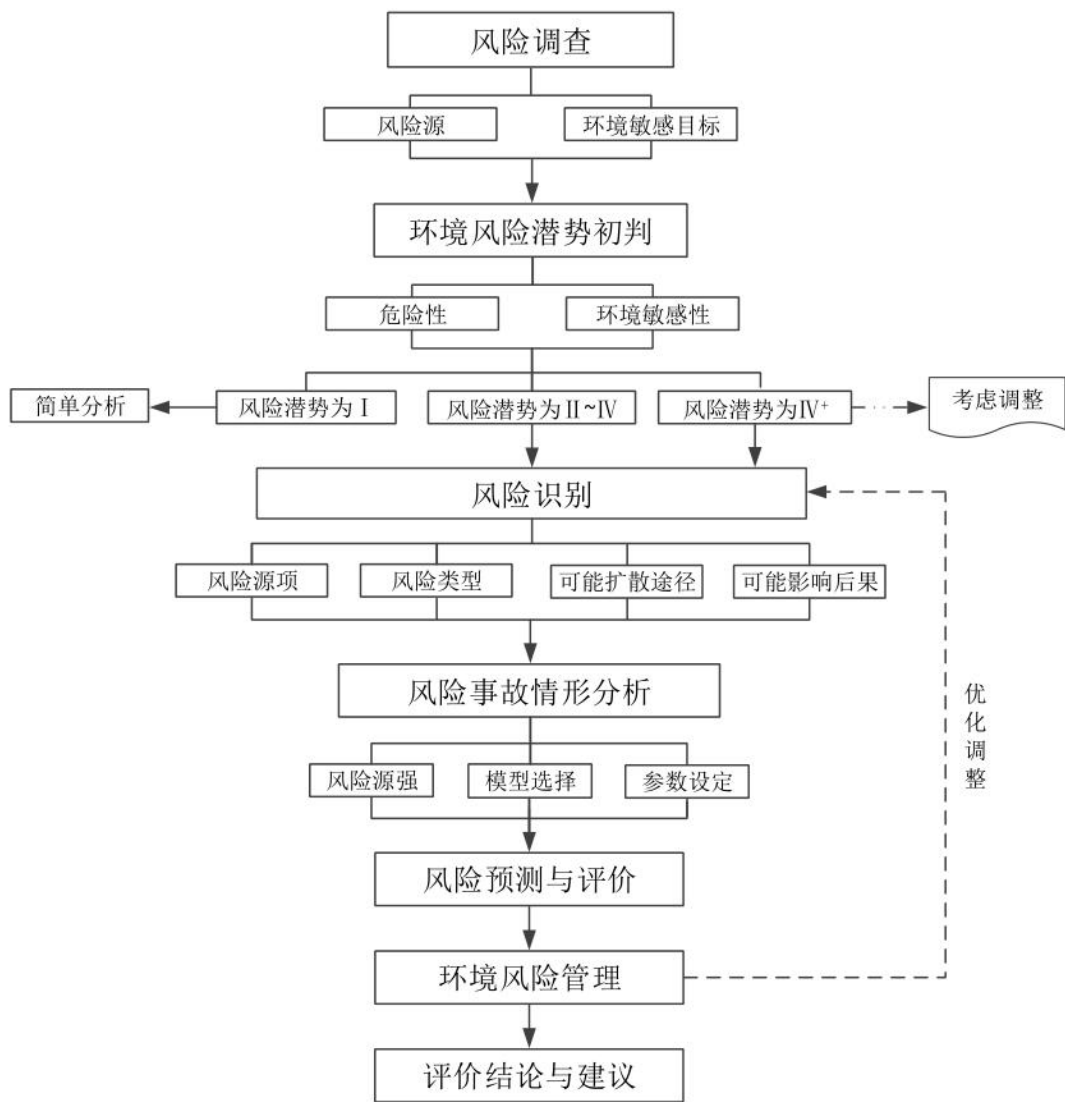 风险调查
风险源
环境敏感目标
环境风险潜势初判
危险性
环境敏感性
简单分析
风险潜势为Ⅰ
风险潜势为Ⅱ~Ⅳ
风险潜势为Ⅳ⁺
考虑调整
风险识别
风险源项
风险类型
可能扩散途径
可能影响后果
风险事故情形分析
风险源强
模型选择
参数设定
优化调整
风险预测与评价
环境风险管理
评价结论与建议